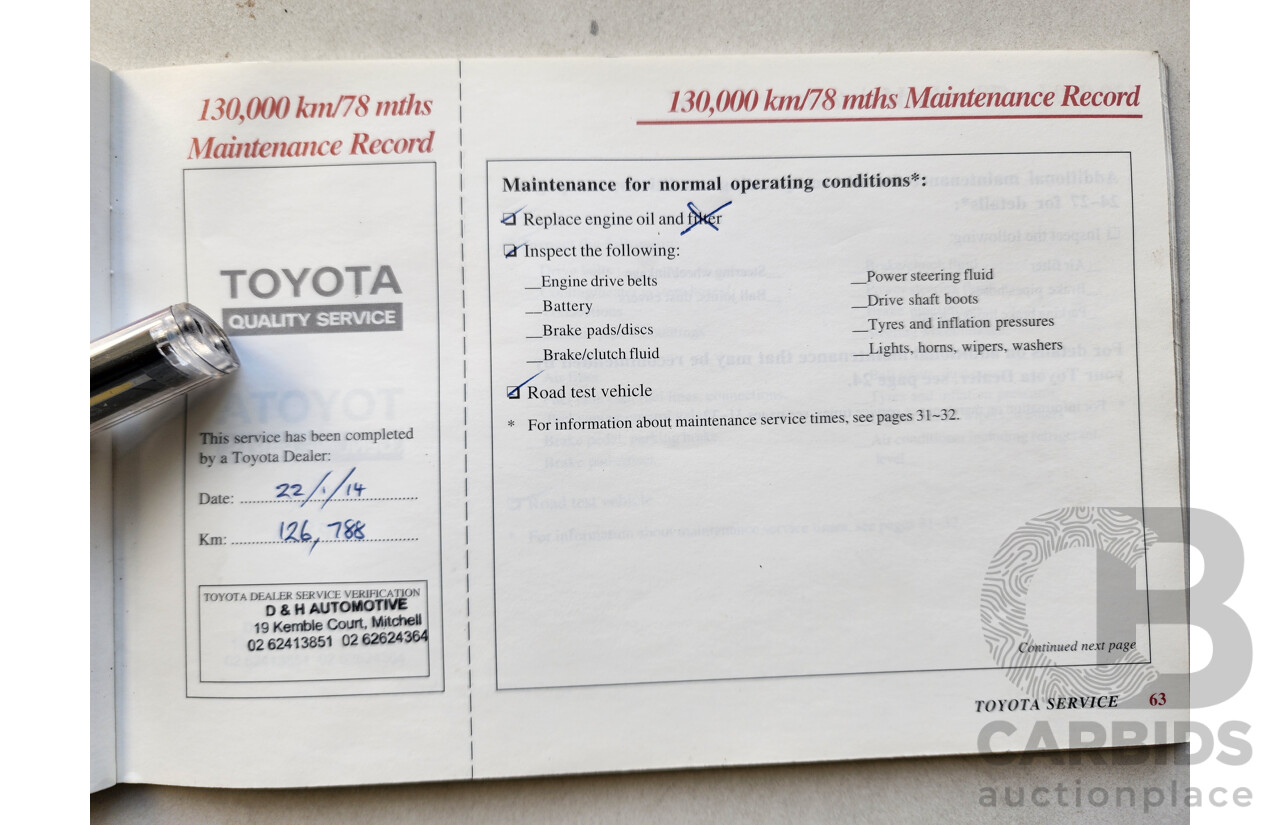 130,000 km/78 mths
Maintenance Record
TOYOTA
QUALITY SERVICE
This service has been completed
by a Toyota Dealer:
Date: 22/1/14
Km: 126,788
TOYOTA DEALER SERVICE VERIFICATION
D & H AUTOMOTIVE
19 Kemble Court, Mitchell
02 62413851 02 62624364
130,000 km/78 mths Maintenance Record
Maintenance for normal operating conditions*:
Replace engine oil and filter
Inspect the following:
__Engine drive belts
__Battery
__Brake pads/discs
__Brake/clutch fluid
__Power steering fluid
__Drive shaft boots
__Tyres and inflation pressures
__Lights, horns, wipers, washers
Road test vehicle
* For information about maintenance service times, see pages 31~32.
Continued next page
TOYOTA SERVICE 63
CARBIDS
auctionplace